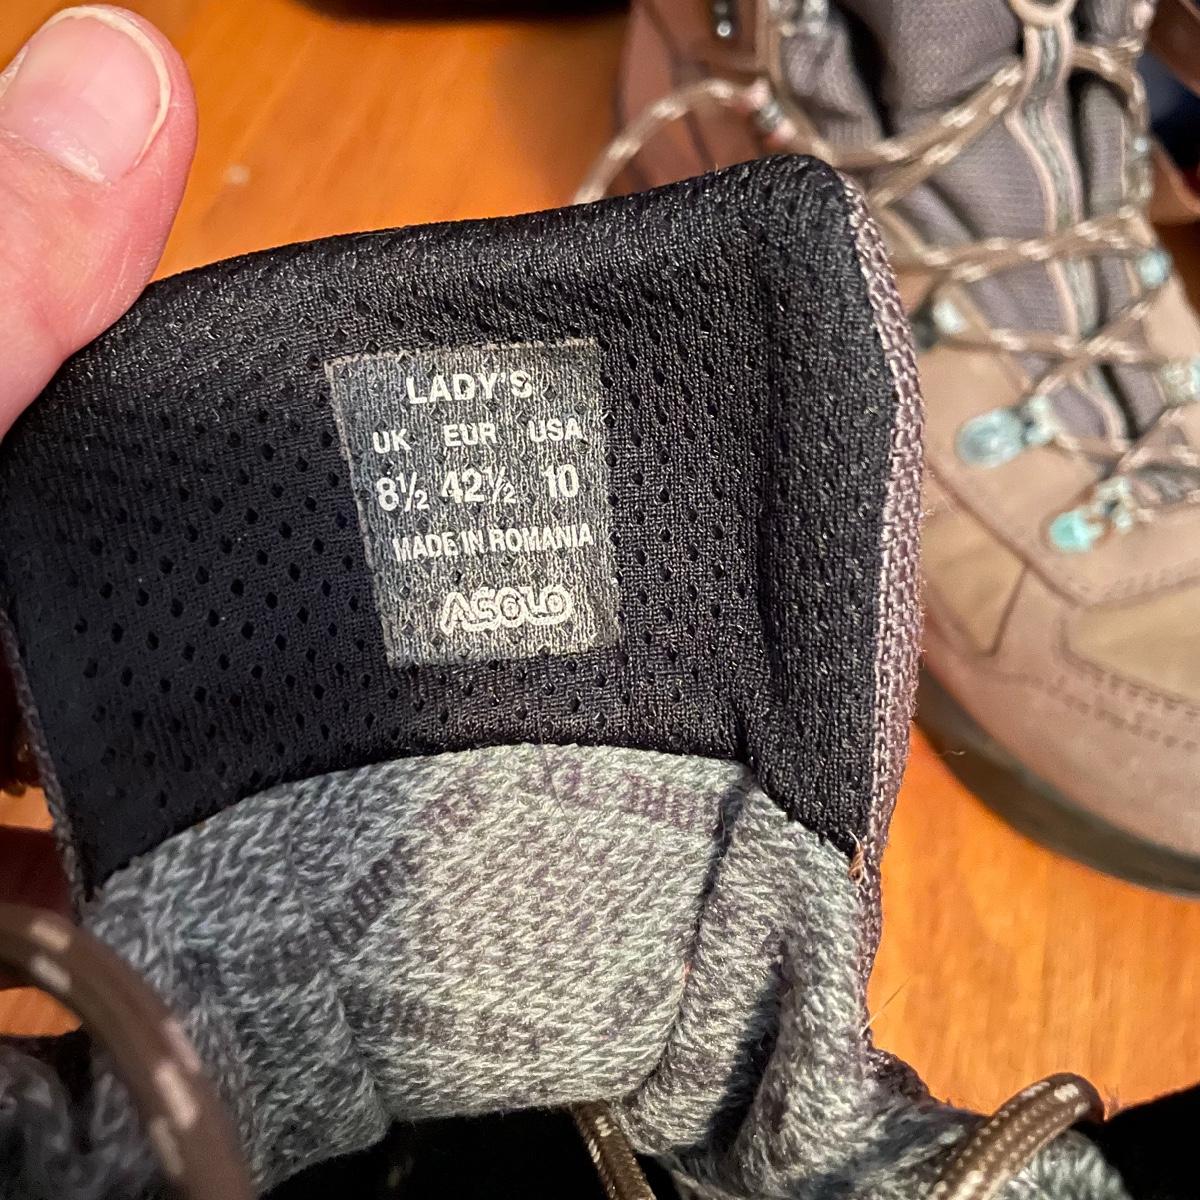 LADY'S
UK EUR USA
8½ 42½ 10
MADE IN ROMANIA
ASOLO